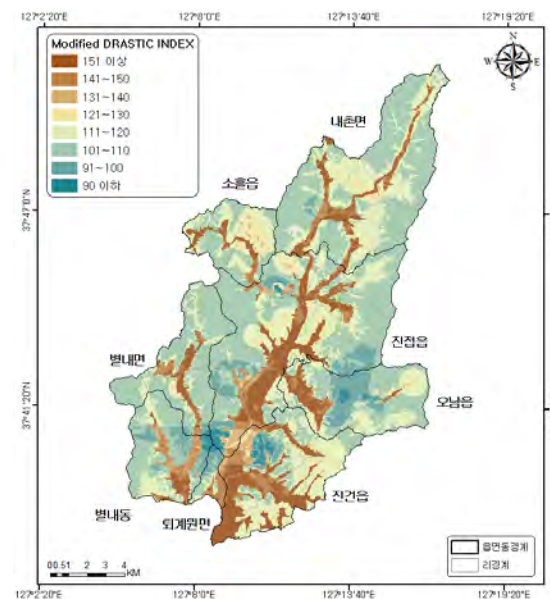 127°2'20"E 127°8'0"E 127°13'40"E 127°19'20"E
Modified DRASTIC INDEX
151 이상
141~150
131~140
121~130
111~120
101~110
91~100
90 이하
N
W E
S
내촌면
소흘읍
37°47'0"N
진접읍
별내면
오남읍
37°41'20"N
진건읍
별내동
퇴계원면
0 0.5 1 2 3 4
KM
읍면동경계
리경계
127°2'20"E 127°8'0"E 127°13'40"E 127°19'20"E